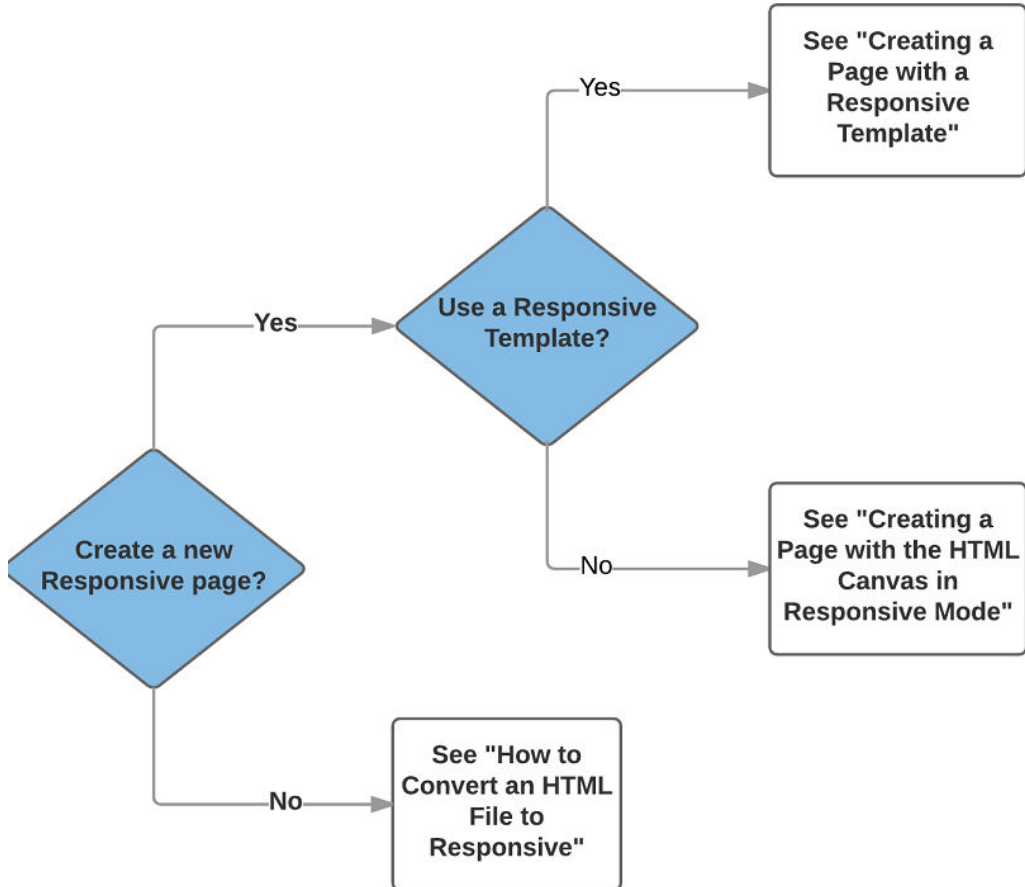 See "Creating a
Page with a
Responsive
Template"
Yes
Use a Responsive
Template?
Yes
No
See "Creating a
Page with the HTML
Canvas in
Responsive Mode"
Create a new
Responsive page?
No
See "How to
Convert an HTML
File to
Responsive"